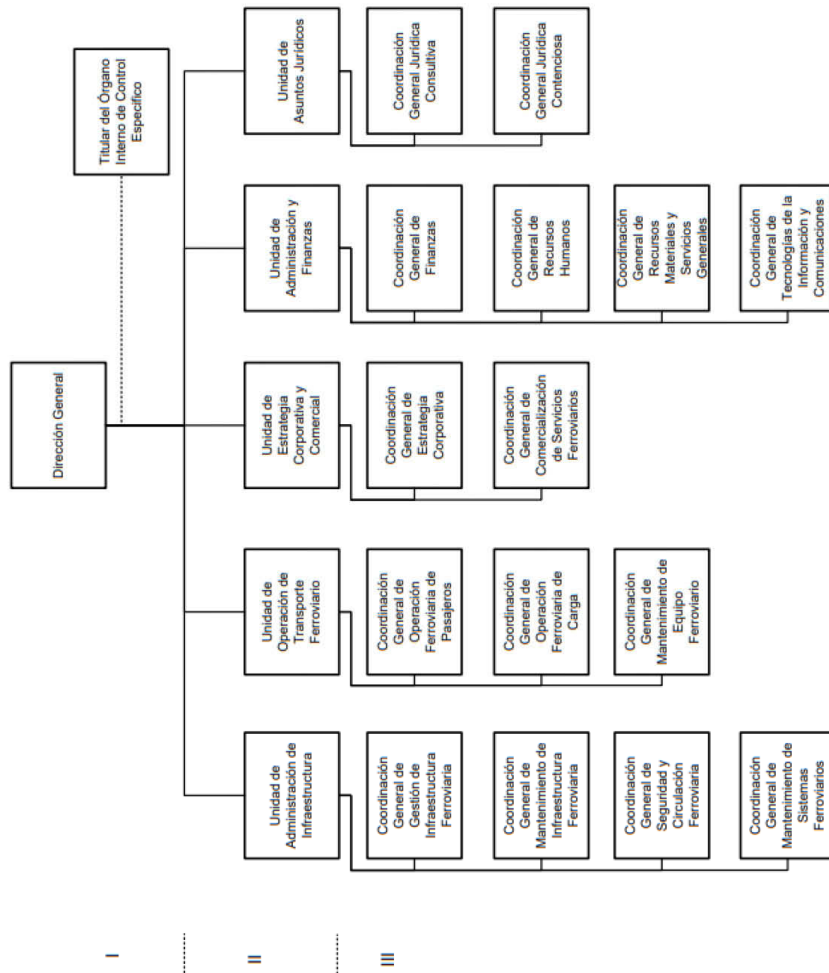 Dirección General
Titular del Órgano
Interno de Control
Especifico
I
II
III
Unidad de
Administración de
Infraestructura
Coordinación
General de
Gestión de
Infraestructura
Ferroviaria
Coordinación
General de
Mantenimiento de
Infraestructura
Ferroviaria
Coordinación
General de
Seguridad y
Circulación
Ferroviaria
Coordinación
General de
Mantenimiento de
Sistemas
Ferroviarios
Unidad de
Operación de
Transporte
Ferroviario
Coordinación
General de
Operación
Ferroviaria de
Pasajeros
Coordinación
General de
Operación
Ferroviaria de
Carga
Coordinación
General de
Mantenimiento de
Equipo
Ferroviario
Unidad de
Estrategia
Corporativa y
Comercial
Coordinación
General de
Estrategia
Corporativa
Coordinación
General de
Comercialización
de Servicios
Ferroviarios
Unidad de
Administración y
Finanzas
Coordinación
General de
Finanzas
Coordinación
General de
Recursos
Humanos
Coordinación
General de
Recursos
Materiales y
Servicios
Generales
Coordinación
General de
Tecnologías de la
Información y
Comunicaciones
Unidad de
Asuntos Jurídicos
Coordinación
General Jurídica
Consultiva
Coordinación
General Jurídica
Contenciosa